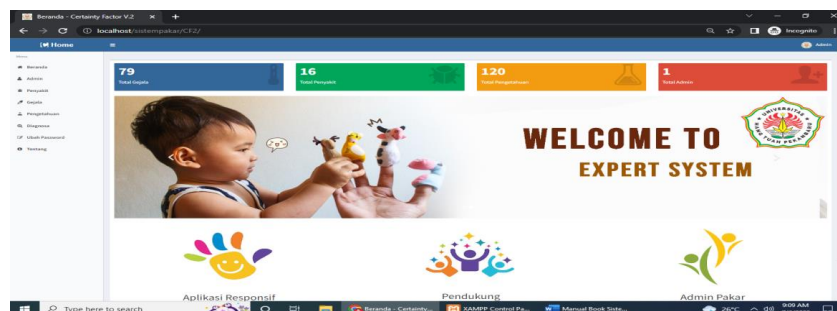 Beranda - Certainty Factor V.2
localhost/sistempakar/CF2/
Incognito
Home
Admin
Menu
Beranda
Admin
Penyakit
Gejala
Pengetahuan
Diagnosa
Ubah Password
Tentang
79
Total Gejala
16
Total Penyakit
120
Total Pengetahuan
1
Total Admin
WELCOME TO
EXPERT SYSTEM
Aplikasi Responsif
Pendukung
Admin Pakar
Type here to search
Beranda - Certainty...
XAMPP Control Pa...
Manual Book Siste...
26°C
9:09 AM